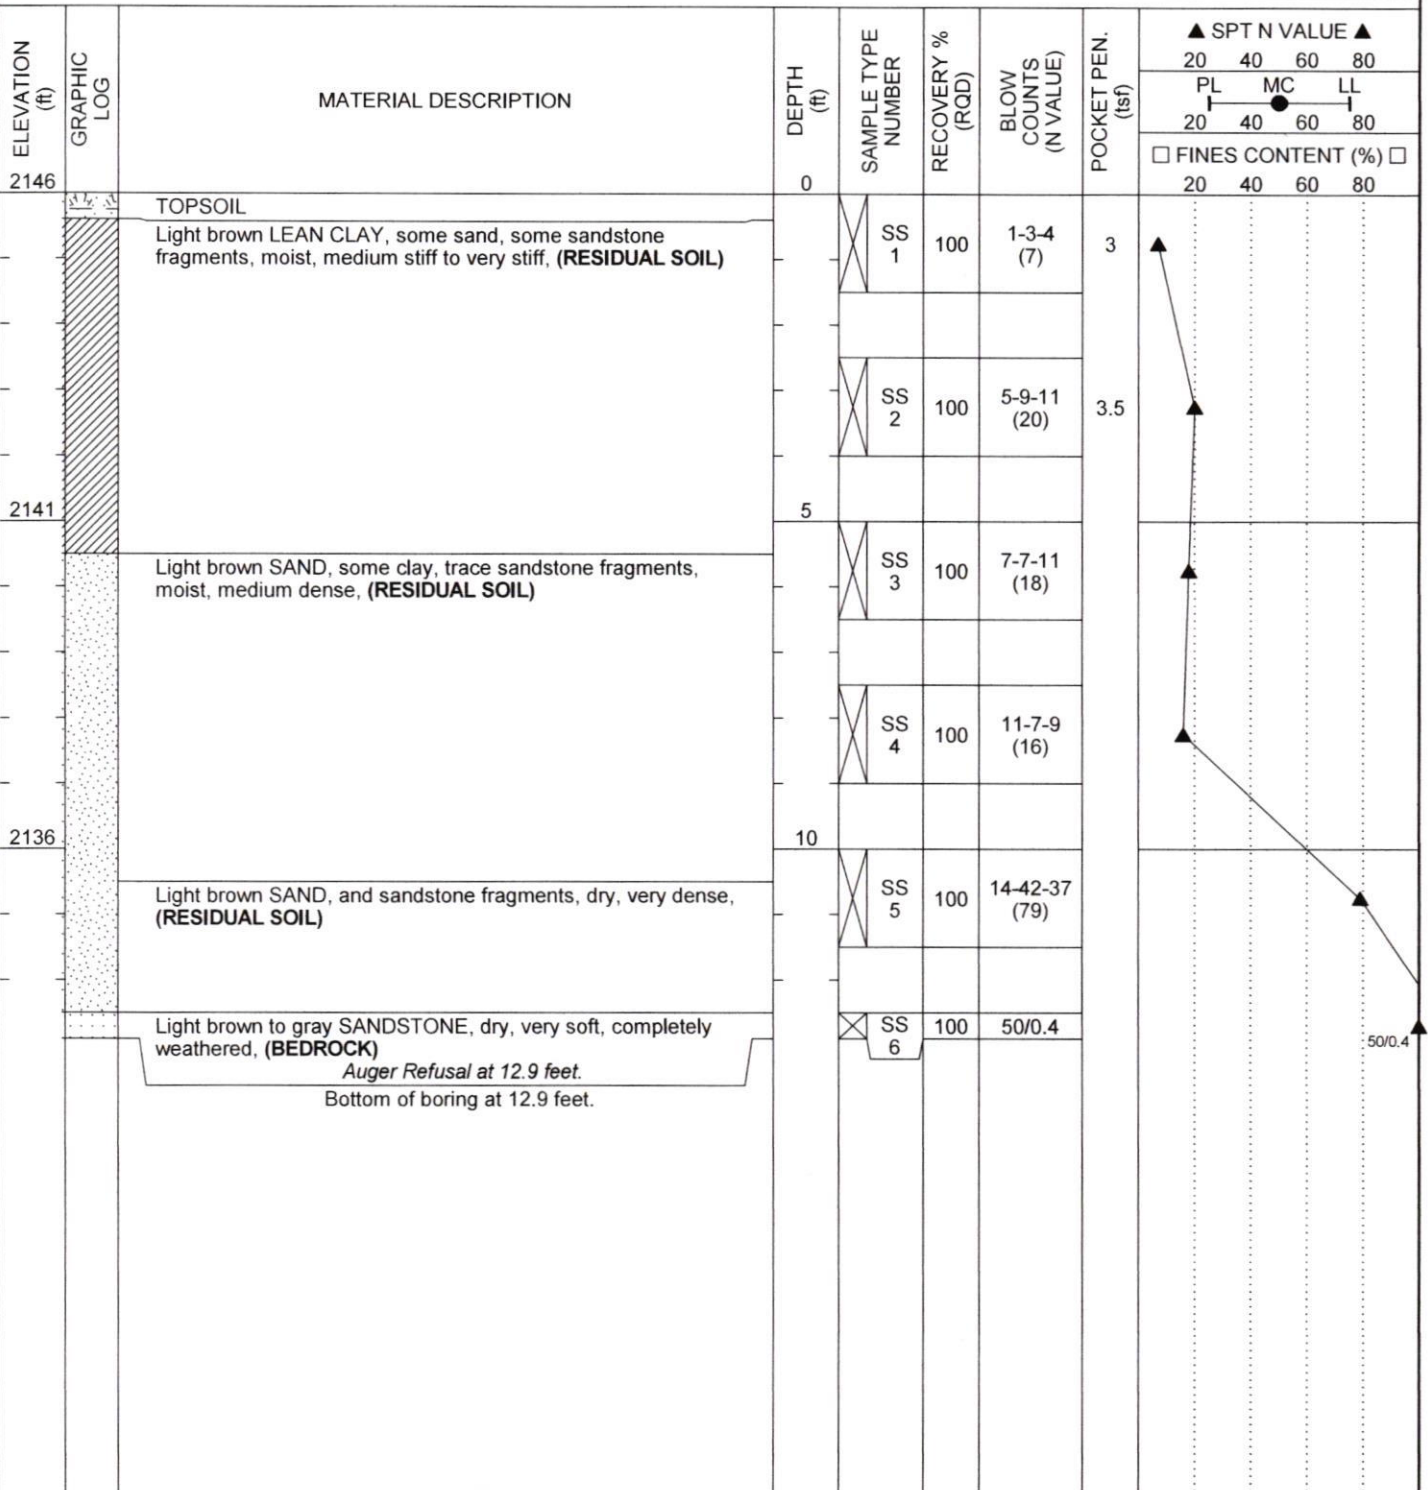 ELEVATION
(ft)
GRAPHIC
LOG
MATERIAL DESCRIPTION
DEPTH
(ft)
SAMPLE TYPE
NUMBER
RECOVERY %
(RQD)
BLOW
COUNTS
(N VALUE)
POCKET PEN.
(tsf)
▲ SPT N VALUE ▲
20 40 60 80
PL MC LL
20 40 60 80
□ FINES CONTENT (%) □
20 40 60 80
2146
0
TOPSOIL
Light brown LEAN CLAY, some sand, some sandstone
fragments, moist, medium stiff to very stiff, (RESIDUAL SOIL)
SS
1
100
1-3-4
(7)
3
SS
2
100
5-9-11
(20)
3.5
2141
5
Light brown SAND, some clay, trace sandstone fragments,
moist, medium dense, (RESIDUAL SOIL)
SS
3
100
7-7-11
(18)
SS
4
100
11-7-9
(16)
2136
10
Light brown SAND, and sandstone fragments, dry, very dense,
(RESIDUAL SOIL)
SS
5
100
14-42-37
(79)
Light brown to gray SANDSTONE, dry, very soft, completely
weathered, (BEDROCK)
SS
6
100
50/0.4
50/0.4
Auger Refusal at 12.9 feet.
Bottom of boring at 12.9 feet.